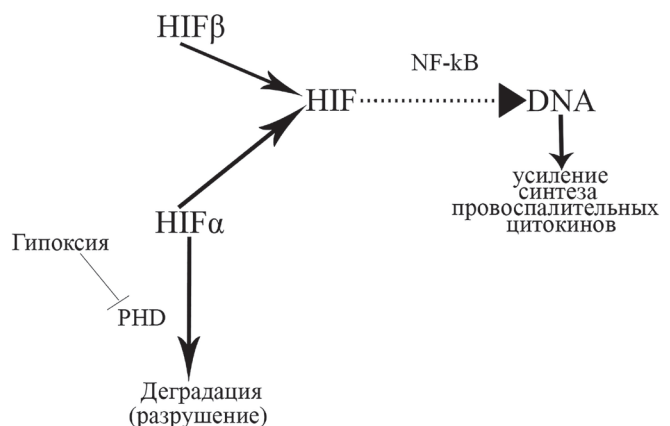 HIFβ
NF-kB
HIF
DNA
усиление
синтеза
провоспалительных
цитокинов
HIFα
Гипоксия
PHD
Деградация
(разрушение)